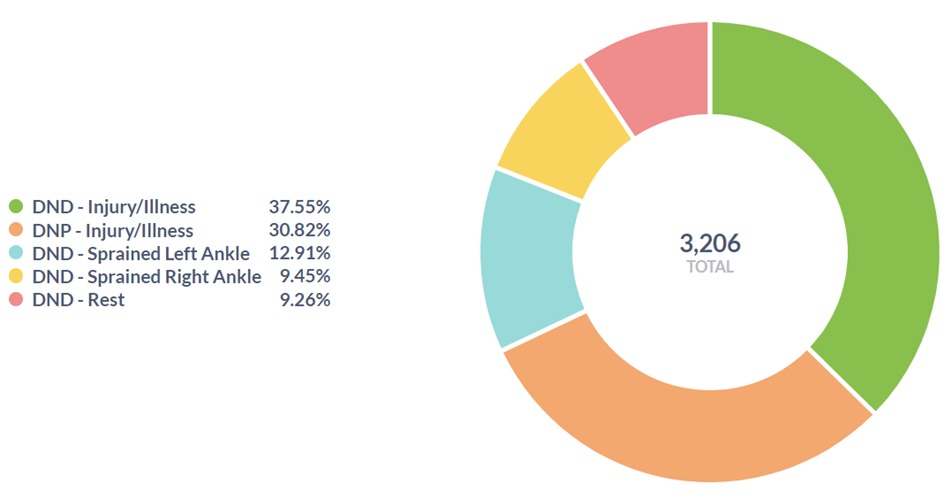 DND - Injury/Illness 37.55%
DNP - Injury/Illness 30.82%
DND - Sprained Left Ankle 12.91%
DND - Sprained Right Ankle 9.45%
DND - Rest 9.26%
3,206
TOTAL